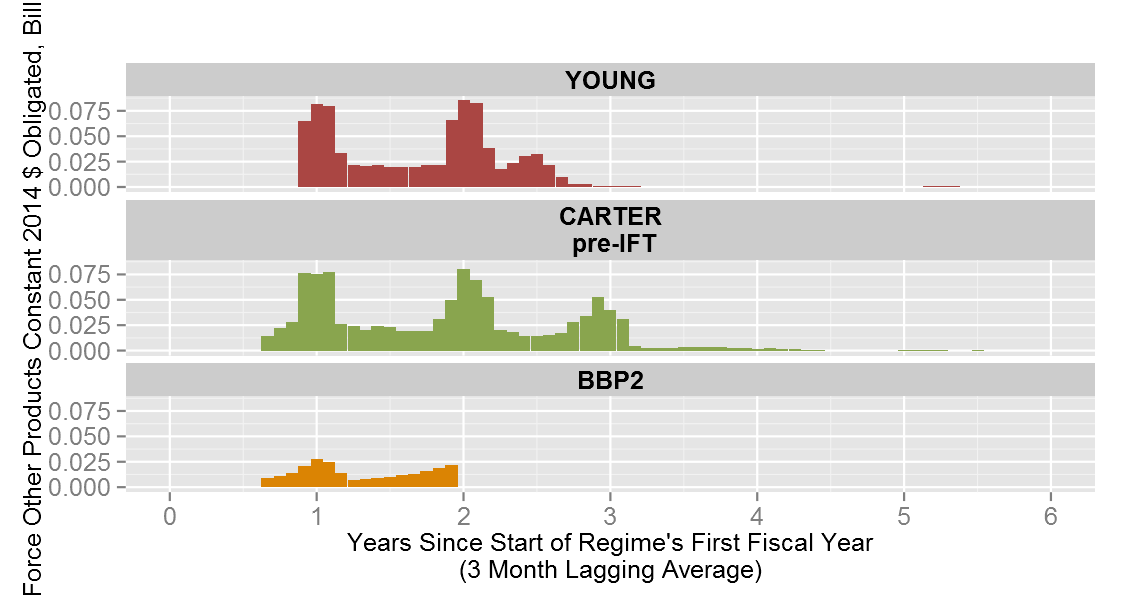 Force Other Products Constant 2014 $ Obligated, Bill
YOUNG
0.075
0.050
0.025
0.000
CARTER
pre-IFT
0.075
0.050
0.025
0.000
BBP2
0.075
0.050
0.025
0.000
0 1 2 3 4 5 6
Years Since Start of Regime's First Fiscal Year
(3 Month Lagging Average)